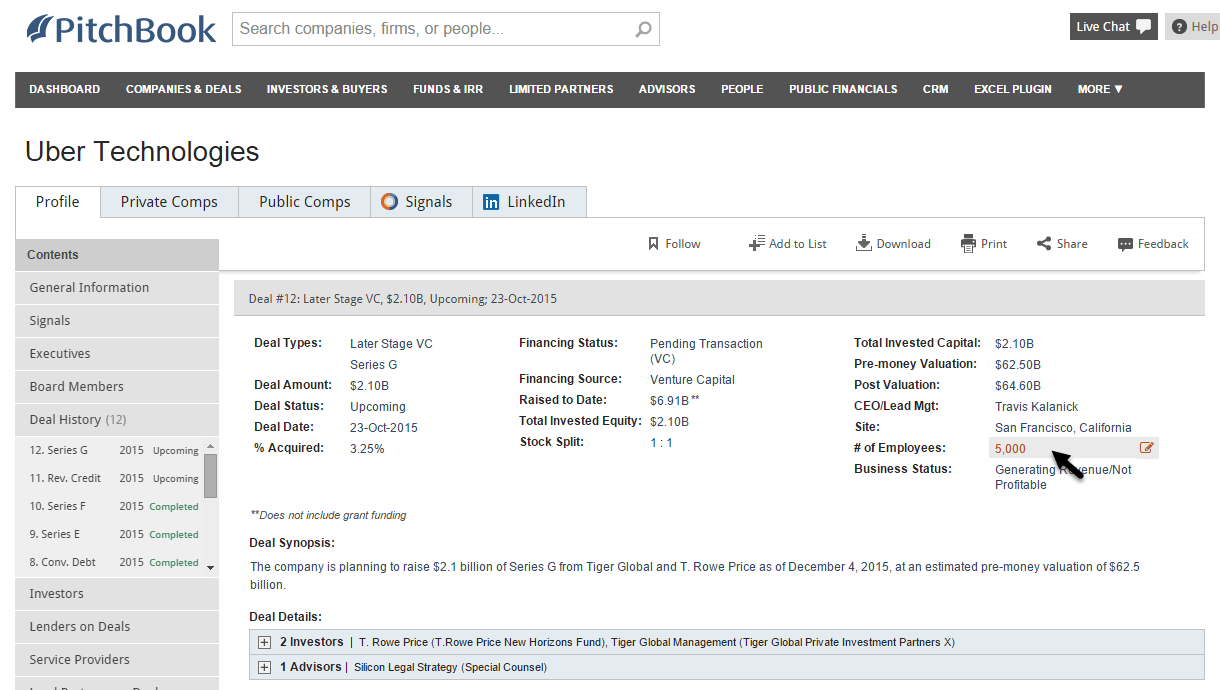 PitchBook
Search companies, firms, or people...
Live Chat
? Help
DASHBOARD COMPANIES & DEALS INVESTORS & BUYERS FUNDS & IRR LIMITED PARTNERS ADVISORS PEOPLE PUBLIC FINANCIALS CRM EXCEL PLUGIN MORE ▼
Uber Technologies
Profile Private Comps Public Comps Signals in LinkedIn
Follow Add to List Download Print Share Feedback
Contents
General Information
Signals
Executives
Board Members
Deal History (12)
12. Series G 2015 Upcoming
11. Rev. Credit 2015 Upcoming
10. Series F 2015 Completed
9. Series E 2015 Completed
8. Conv. Debt 2015 Completed
Investors
Lenders on Deals
Service Providers
Deal #12: Later Stage VC, $2.10B, Upcoming; 23-Oct-2015
Deal Types: Later Stage VC
Series G
Deal Amount: $2.10B
Deal Status: Upcoming
Deal Date: 23-Oct-2015
% Acquired: 3.25%
Financing Status: Pending Transaction
(VC)
Financing Source: Venture Capital
Raised to Date: $6.91B **
Total Invested Equity: $2.10B
Stock Split: 1 : 1
Total Invested Capital: $2.10B
Pre-money Valuation: $62.50B
Post Valuation: $64.60B
CEO/Lead Mgt: Travis Kalanick
Site: San Francisco, California
# of Employees: 5,000
Business Status: Generating Revenue/Not
Profitable
**Does not include grant funding
Deal Synopsis:
The company is planning to raise $2.1 billion of Series G from Tiger Global and T. Rowe Price as of December 4, 2015, at an estimated pre-money valuation of $62.5
billion.
Deal Details:
2 Investors | T. Rowe Price (T.Rowe Price New Horizons Fund), Tiger Global Management (Tiger Global Private Investment Partners X)
1 Advisors | Silicon Legal Strategy (Special Counsel)